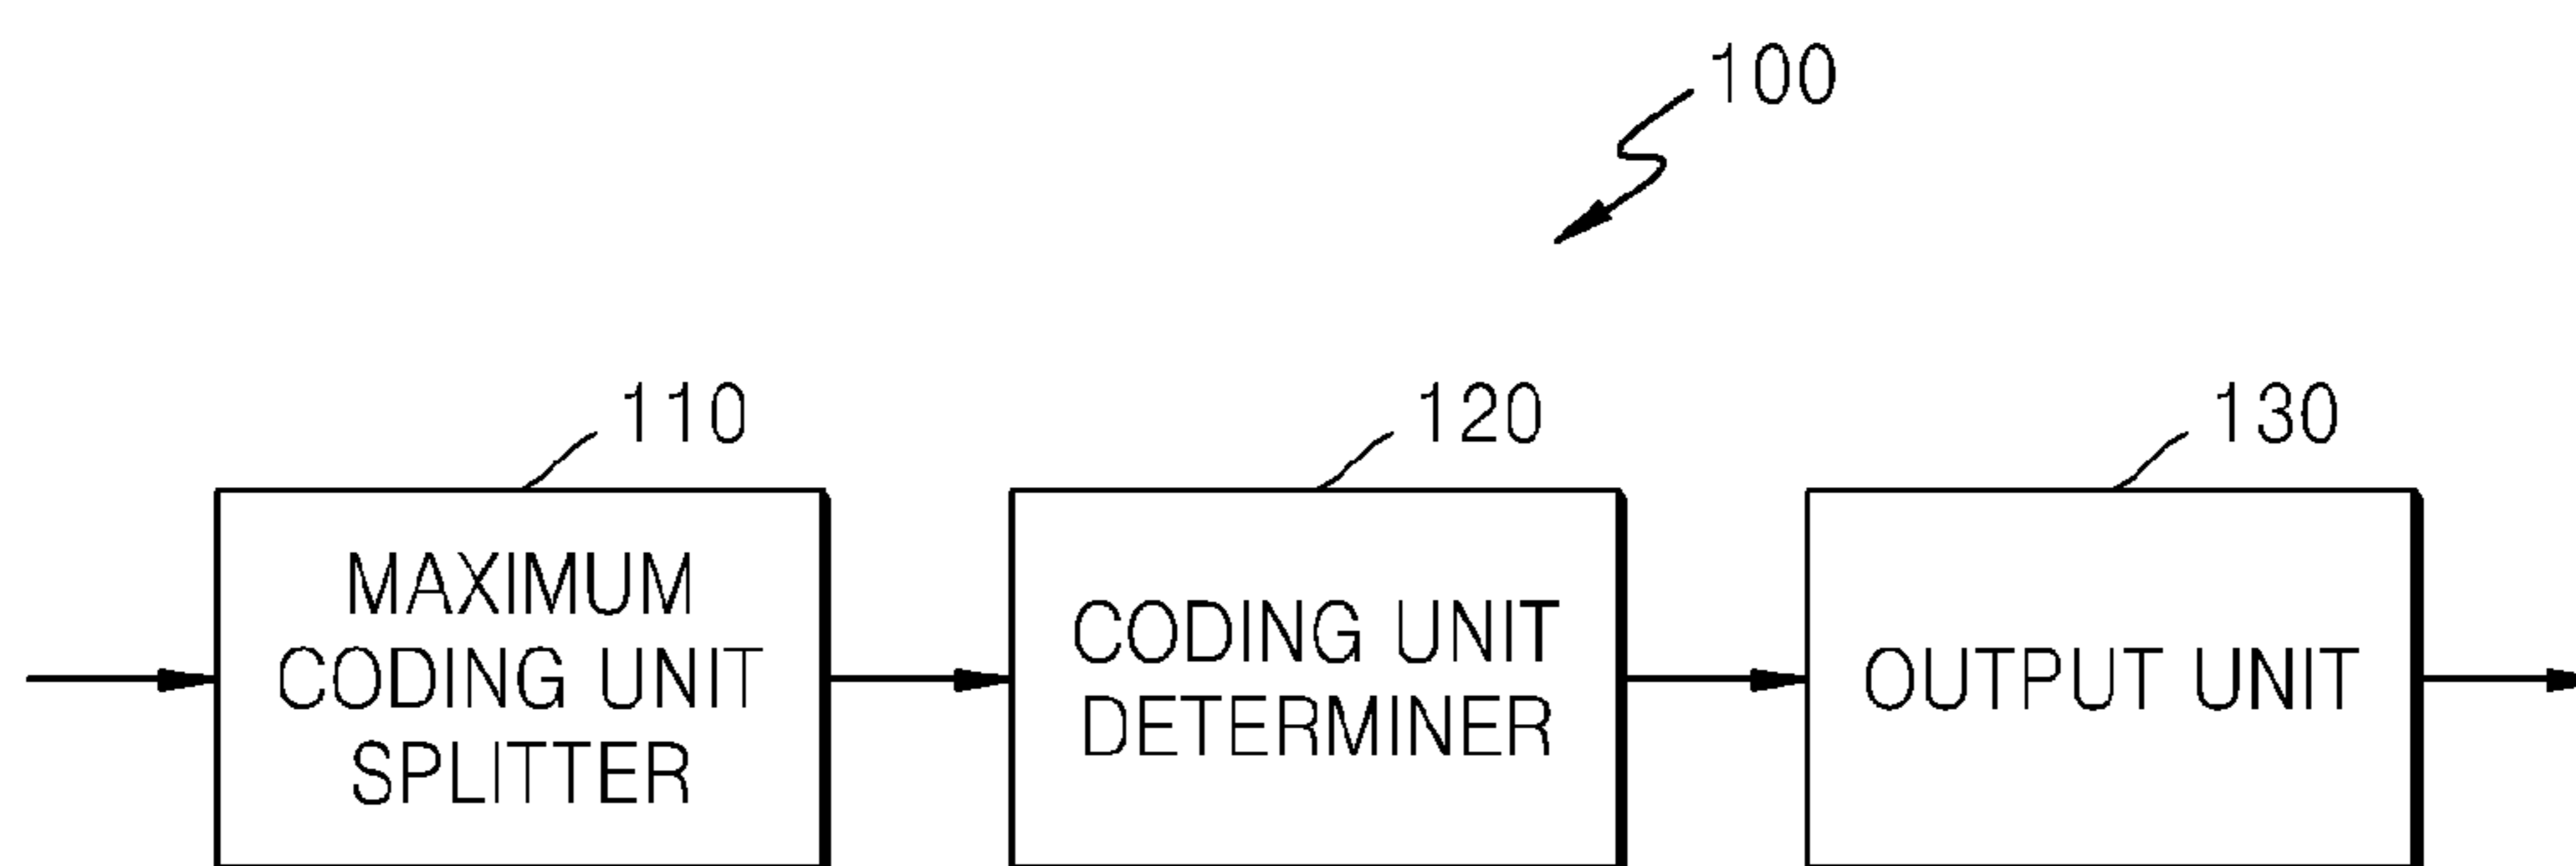 100
110
120
130
MAXIMUM
CODING UNIT
SPLITTER
CODING UNIT
DETERMINER
OUTPUT UNIT